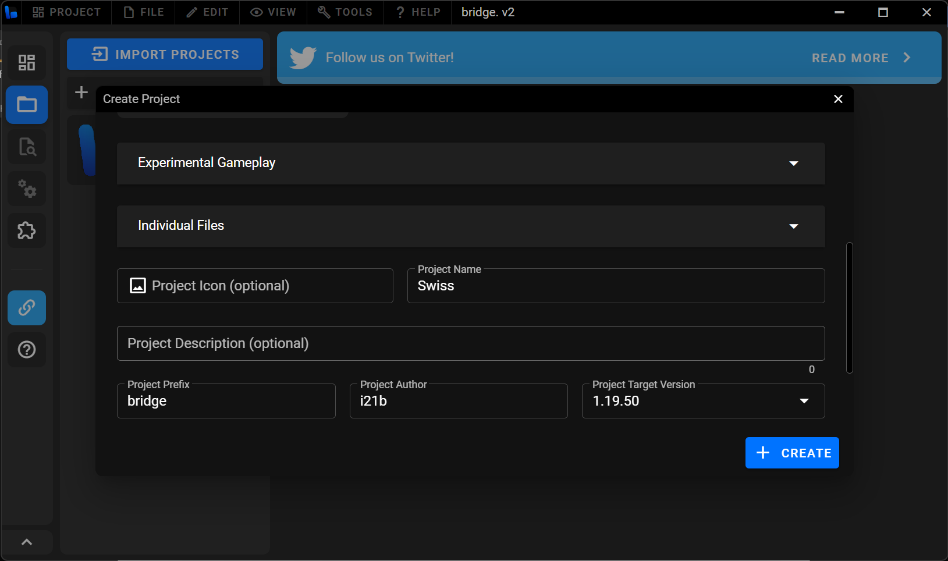 PROJECT FILE EDIT VIEW TOOLS HELP bridge. v2
IMPORT PROJECTS
Follow us on Twitter! READ MORE
Create Project
Experimental Gameplay
Individual Files
Project Icon (optional)
Project Name
Swiss
Project Description (optional)
0
Project Prefix
bridge
Project Author
i21b
Project Target Version
1.19.50
CREATE